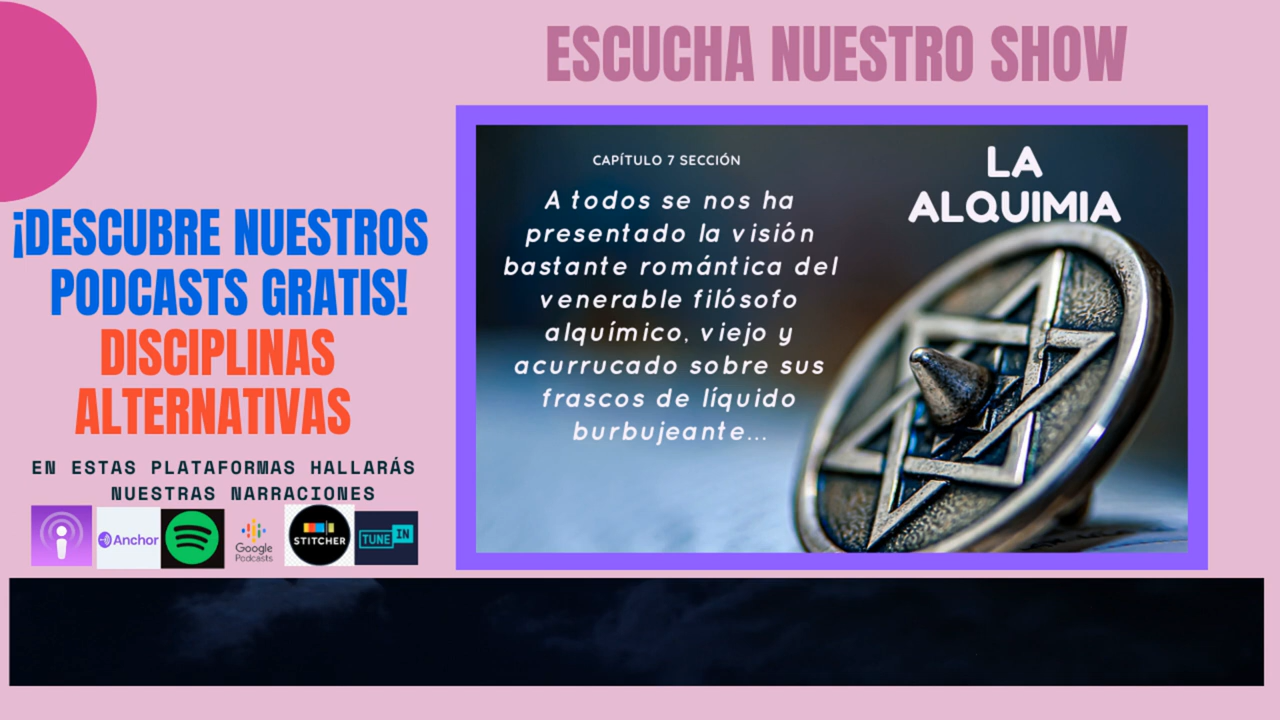 ESCUCHA NUESTRO SHOW
¡DESCUBRE NUESTROS
PODCASTS GRATIS!
DISCIPLINAS
ALTERNATIVAS
EN ESTAS PLATAFORMAS HALLARÁS
NUESTRAS NARRACIONES
Anchor
Google
Podcasts
STITCHER
TUNE IN
CAPÍTULO 7 SECCIÓN
A todos se nos ha
presentado la visión
bastante romántica del
venerable filósofo
alquímico, viejo y
acurrucado sobre sus
frascos de líquido
burbujeante...
LA
ALQUIMIA